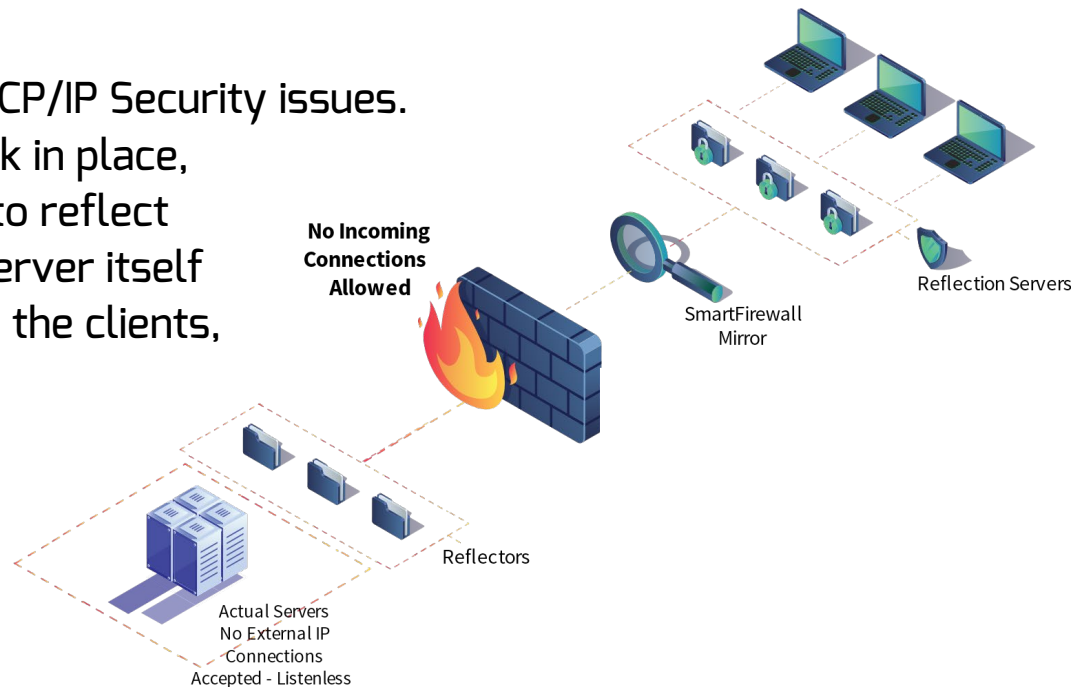 CP/IP Security issues.
k in place,
to reflect
erver itself
the clients,
No Incoming
Connections
Allowed
SmartFirewall
Mirror
Reflection Servers
Reflectors
Actual Servers
No External IP
Connections
Accepted - Listenless